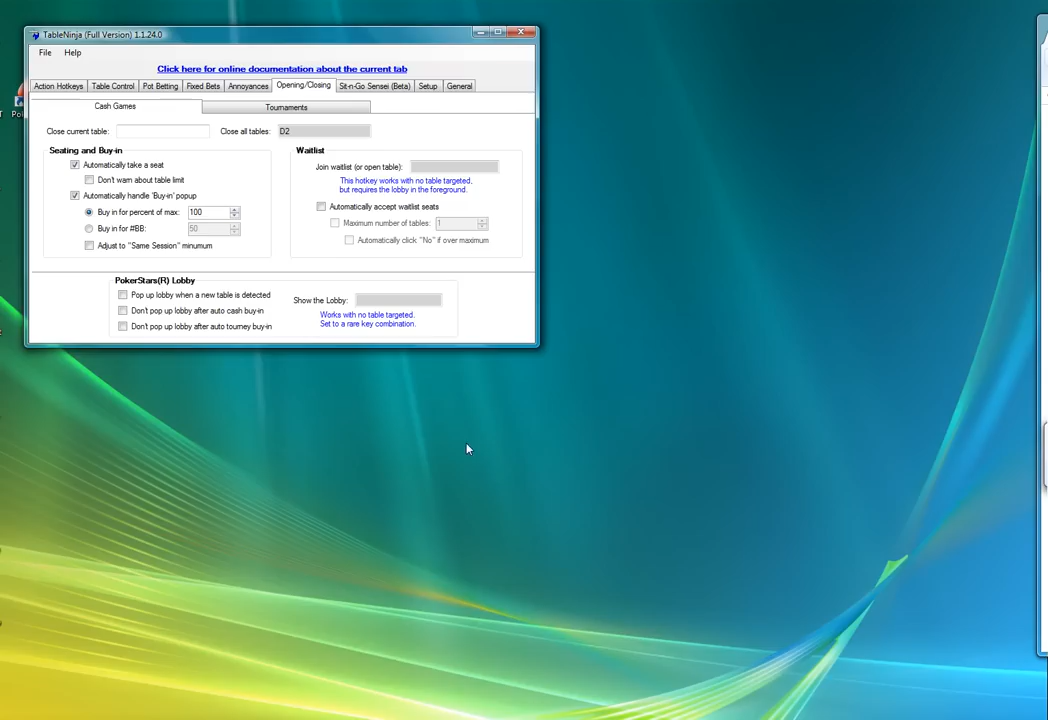 TableNinja (Full Version) 1.1.24.0
File Help
Click here for online documentation about the current tab
Action Hotkeys Table Control Pot Betting Fixed Bets Annoyances Opening/Closing Sit-n-Go Sensei (Beta) Setup General
Cash Games Tournaments
Close current table: Close all tables: D2
Seating and Buy-in
Automatically take a seat
Don't warn about table limit
Automatically handle 'Buy-in' popup
Buy in for percent of max: 100
Buy in for #BB: 50
Adjust to "Same Session" minumum
Waitlist
Join waitlist (or open table):
This hotkey works with no table targeted,
but requires the lobby in the foreground.
Automatically accept waitlist seats
Maximum number of tables: 1
Automatically click "No" if over maximum
PokerStars(R) Lobby
Pop up lobby when a new table is detected
Don't pop up lobby after auto cash buy-in
Don't pop up lobby after auto tourney buy-in
Show the Lobby:
Works with no table targeted.
Set to a rare key combination.